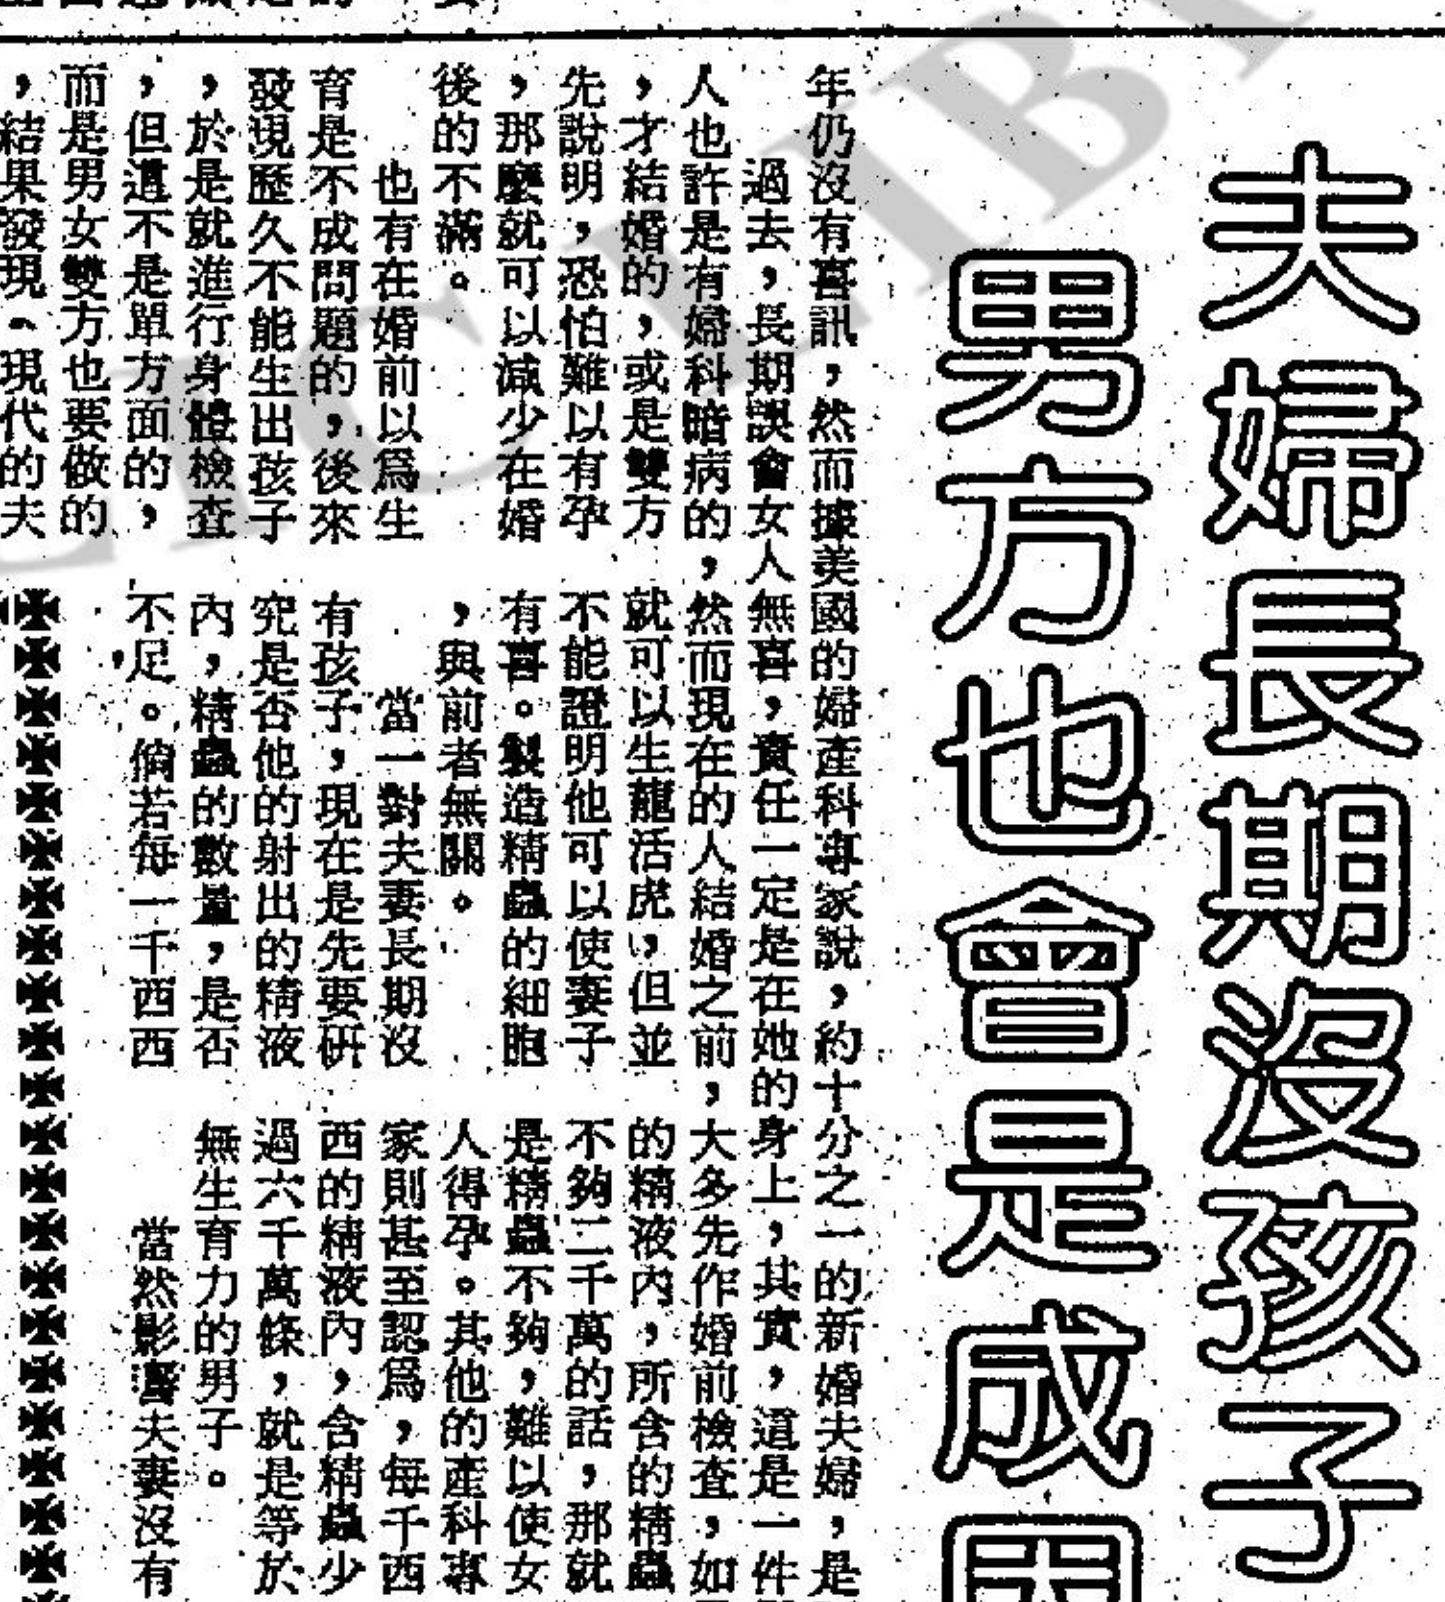 夫婦長期沒孩子
男方也會是成
年仍沒有喜訊，然而據美國的婦產科專家說，約十分之一的新婚夫婦，是
過去，長期誤會女人無喜，責任一定是在她的身上，其實，這是一件
人也許是有婦科暗病的，然而現在的人結婚之前，大多先作婚前檢查，如
，才結婚的，或是雙方
先說明，恐怕難以有孕
，那麼就可以減少在婚
後的不滿。
也有在婚前以爲生
育是不成問題的，後來
發現歷久不能生出孩子
，於是就進行身體檢查
，但這不是單方面的，
而是男女雙方也要做的
，結果發現（現代的夫
就可以生龍活虎，但並
不能證明他可以使妻子
有喜。製造精蟲的細胞
，與前者無關。
當一對夫妻長期沒
有孩子，現在是先要研
究是否他的射出的精液
內，精蟲的數量，是否
不足。倘若每一千西西
的精液內，所含的精蟲
不夠二千萬的話，那就
是精蟲不夠，難以使女
人得孕。其他的產科專
家則甚至認爲，每千西
西的精液內，含精蟲少
過六千萬條，就是等於
無生育力的男子。
當然影響夫妻沒有